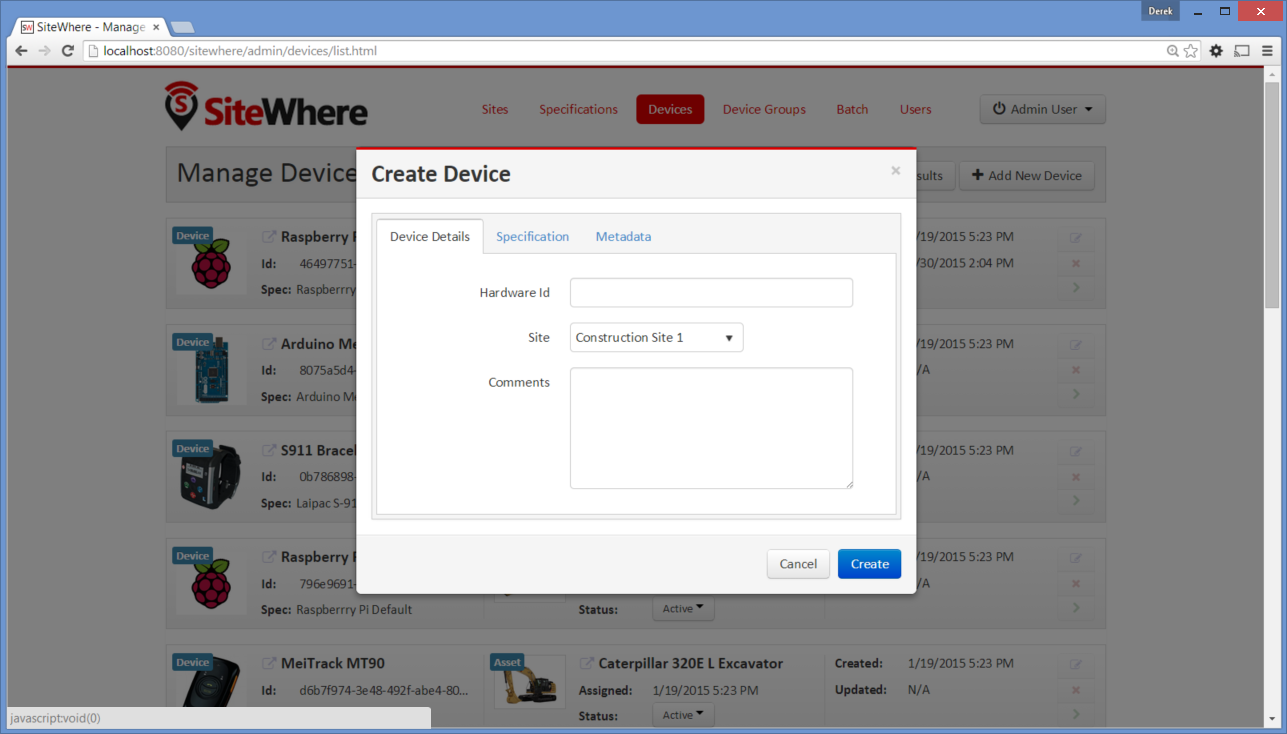 Derek
SiteWhere - Manage
localhost:8080/sitewhere/admin/devices/list.html
SiteWhere
Sites Specifications Devices Device Groups Batch Users Admin User
Manage Device
sults Add New Device
Create Device
Device Details Specification Metadata
Hardware Id
Site Construction Site 1
Comments
Cancel Create
Device Raspberry P
/19/2015 5:23 PM
Id: 46497751-
/30/2015 2:04 PM
Spec: Raspberrry
Device Arduino Me
/19/2015 5:23 PM
Id: 8075a5d4-
/A
Spec: Arduino Me
Device S911 Bracel
/19/2015 5:23 PM
Id: 0b786898-
/A
Spec: Laipac S-91
Device Raspberry P
/19/2015 5:23 PM
Id: 796e9691-
/A
Spec: Raspberrry Pi Default
Status: Active
Device MeiTrack MT90
Asset Caterpillar 320E L Excavator
Created: 1/19/2015 5:23 PM
Id: d6b7f974-3e48-492f-abe4-80...
Assigned: 1/19/2015 5:23 PM
Updated: N/A
Status: Active
javascript:void(0)